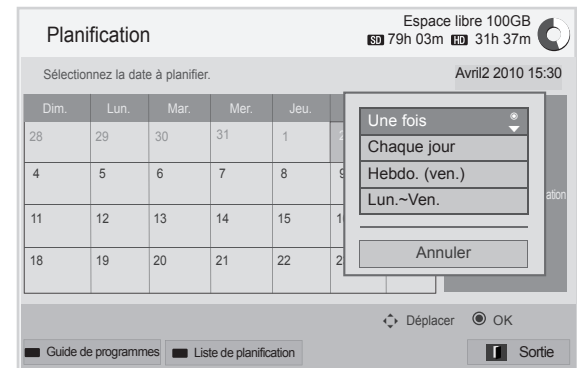 Planification
Espace libre 100GB
SD 79h 03m HD 31h 37m
Sélectionnez la date à planifier.
Avril2 2010 15:30
Dim. Lun. Mar. Mer. Jeu.
28 29 30 31 1 2
4 5 6 7 8 9
11 12 13 14 15
18 19 20 21 22
Une fois
Chaque jour
Hebdo. (ven.)
Lun.~Ven.
Annuler
Déplacer OK
Guide de programmes Liste de planification Sortie